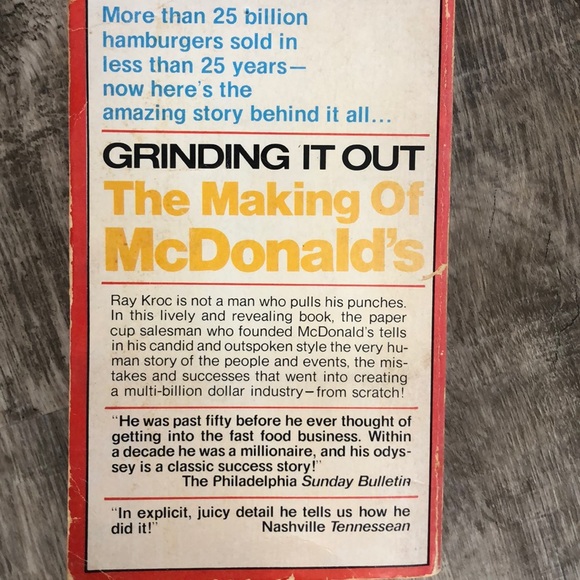 More than 25 billion
hamburgers sold in
less than 25 years—
now here's the
amazing story behind it all...
GRINDING IT OUT
The Making Of
McDonald's
Ray Kroc is not a man who pulls his punches.
In this lively and revealing book, the paper
cup salesman who founded McDonald's tells
in his candid and outspoken style the very hu-
man story of the people and events, the mis-
takes and successes that went into creating
a multi-billion dollar industry—from scratch!
"He was past fifty before he ever thought of
getting into the fast food business. Within
a decade he was a millionaire, and his odys-
sey is a classic success story!"
The Philadelphia Sunday Bulletin
"In explicit, juicy detail he tells us how he
did it!" Nashville Tennessean